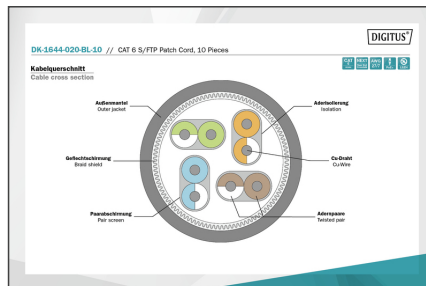 DIGITUS®
DK-1644-020-BL-10 // CAT 6 S/FTP Patch Cord, 10 Pieces
Kabelquerschnitt
Cable cross section
Außenmantel
Outer jacket
Aderisolierung
Isolation
Geflechtschirmung
Braid shield
Cu-Draht
Cu-Wire
Paarabschirmung
Pair screen
Adernpaare
Twisted pair